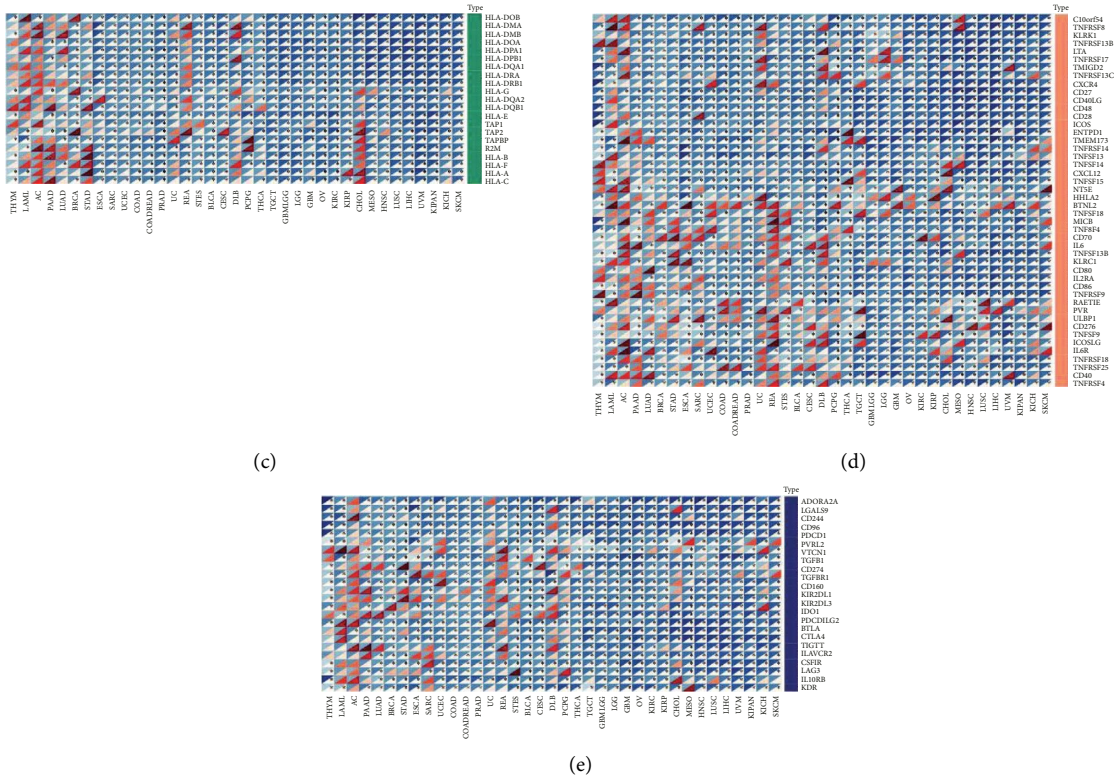 Type
HLA-DOB
HLA-DMA
HLA-DMB
HLA-DOA
HLA-DPA1
HLA-DPB1
HLA-DQA1
HLA-DRA
HLA-DRB1
HLA-G
HLA-DQA2
HLA-DQB1
HLA-E
TAP1
TAP2
TAPBP
R2M
HLA-B
HLA-F
HLA-A
HLA-C
THYM
LAML
AC
PAAD
LUAD
BRCA
STAD
ESCA
SARC
UCEC
COAD
COADREAD
PRAD
UC
REA
STES
BLCA
CISC
DLB
PCPG
THCA
TGCT
GBMLGG
LGG
GBM
OV
KIRC
KIRP
CHOL
MESO
HNSC
LUSC
LIHC
UVM
KIPAN
KICH
SKCM
(c)
Type
C10orf54
TNFRSF8
KLRK1
TNFRSF13B
LTA
TNFRSF17
TMIGD2
TNFRSF13C
CXCR4
CD27
CD40LG
CD48
CD28
ICOS
ENTPD1
TMEM173
TNFRSF14
TNFSF13
TNFSF14
CXCL12
TNFSF15
NT5E
HHLA2
BTNL2
TNFSF18
MICB
TNF8F4
CD70
IL6
TNFSF13B
KLRC1
CD80
IL2RA
CD86
TNFRSF9
RAETIE
PVR
ULBP1
CD276
TNFSF9
ICOSLG
IL6R
TNFRSF18
TNFRSF25
CD40
TNFRSF4
THYM
LAML
AC
PAAD
LUAD
BRCA
STAD
ESCA
SARC
UCEC
COAD
COADREAD
PRAD
UC
REA
STES
BLCA
CISC
DLB
PCPG
THCA
TGCT
GBMLGG
LGG
GBM
OV
KIRC
KIRP
CHOL
MESO
HNSC
LUSC
LIHC
UVM
KIPAN
KICH
SKCM
(d)
Type
ADORA2A
LGALS9
CD244
CD96
PDCD1
PVRL2
VTCN1
TGFB1
CD274
TGFBR1
CD160
KIR2DL1
KIR2DL3
IDO1
PDCDILG2
BTLA
CTLA4
TIGTT
ILAVCR2
CSFIR
LAG3
IL10RB
KDR
THYM
LAML
AC
PAAD
LUAD
BRCA
STAD
ESCA
SARC
UCEC
COAD
COADREAD
PRAD
UC
REA
STES
BLCA
CISC
DLB
PCPG
THCA
TGCT
GBMLGG
LGG
GBM
OV
KIRC
KIRP
CHOL
MESO
HNSC
LUSC
LIHC
UVM
KIPAN
KICH
SKCM
(e)